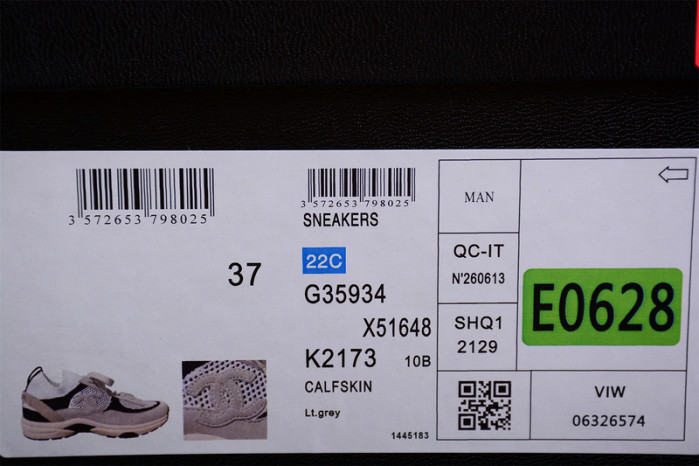 3 572653 798025
37
3 572653 798025
SNEAKERS
22C
G35934
X51648
K2173 10B
CALFSKIN
Lt.grey
1445183
MAN
QC-IT
N'260613
SHQ1
2129
E0628
VIW
06326574